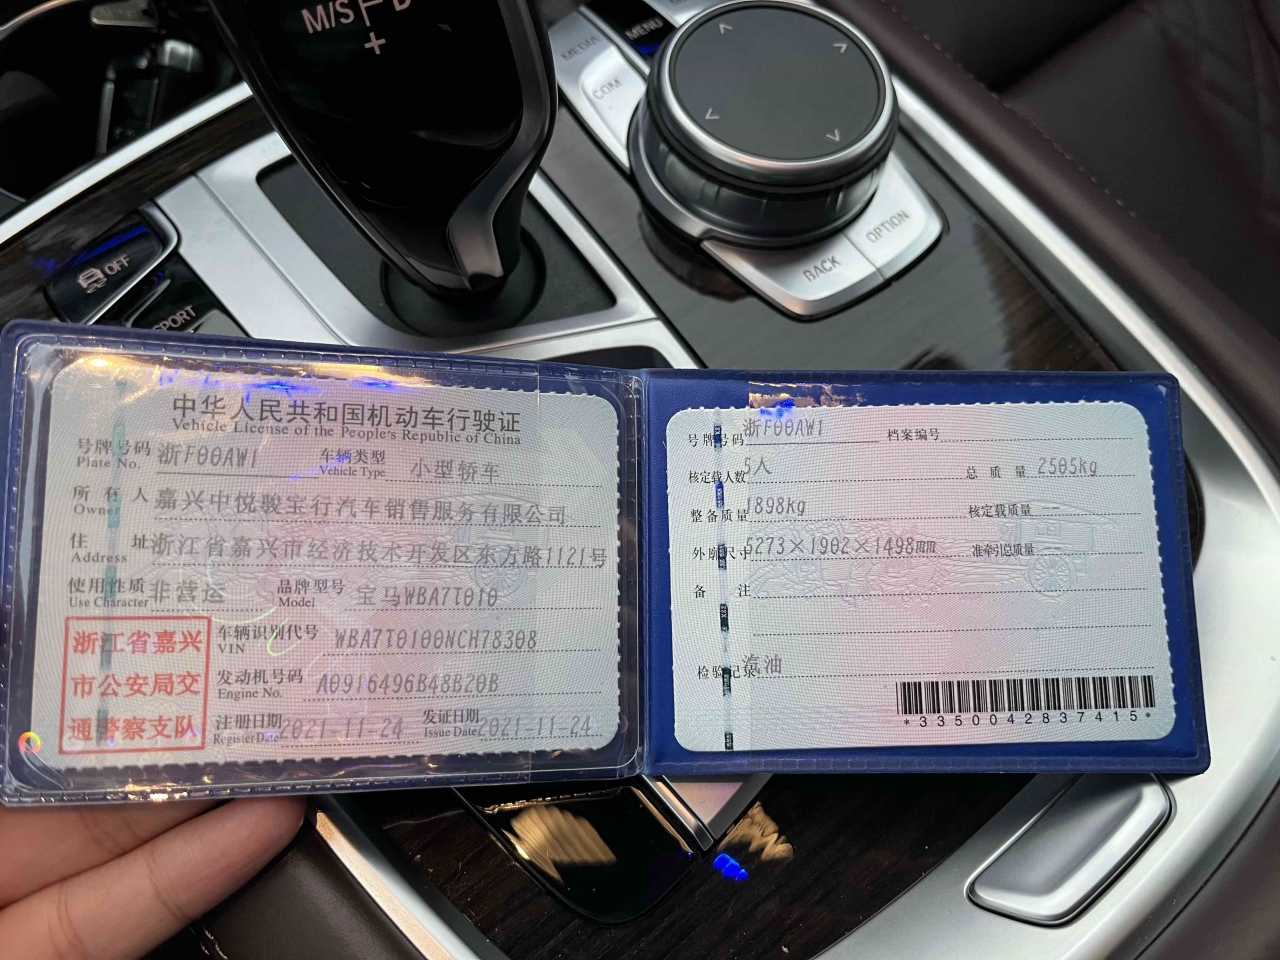 M/S
D
+
MEDIA
MENU
COM
OPTION
BACK
OFF
SPORT
中华人民共和国机动车行驶证
Vehicle License of the People's Republic of China
号牌号码 浙F00AW1 车辆类型 小型轿车
Plate No. Vehicle Type
所有人 嘉兴中悦骏宝行汽车销售服务有限公司
Owner
住址 浙江省嘉兴市经济技术开发区东方路1121号
Address
使用性质 非营运 品牌型号 宝马WBA7T010
Use Character Model
浙江省嘉兴
市公安局交
通警察支队
车辆识别代号 WBA7T0100NCH78308
VIN
发动机号码 A0916496B48B20B
Engine No.
注册日期 2021-11-24 发证日期 2021-11-24
Register Date Issue Date
号牌号码 浙F00AW1 档案编号
核定载人数 5人 总质量 2505kg
整备质量 1898kg 核定载质量 --
外廓尺寸 5273×1902×1498mm 准牵引总质量 --
备注
检验记录 汽油
*3350042837415*